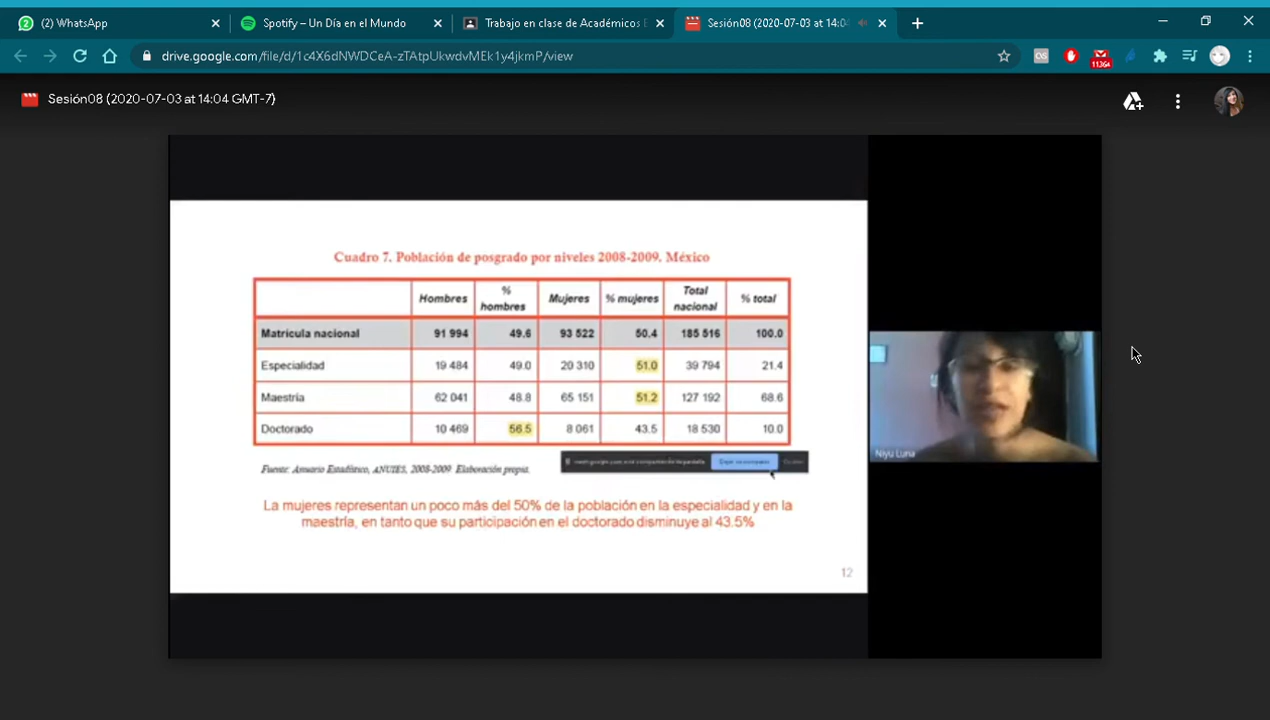 (2) WhatsApp
Spotify – Un Día en el Mundo
Trabajo en clase de Académicos E
Sesión08 (2020-07-03 at 14:04
drive.google.com/file/d/1c4X6dNWDCeA-zTAtpUkwdvMEk1y4jkmP/view
11364
Sesión08 (2020-07-03 at 14:04 GMT-7)
Cuadro 7. Población de posgrado por niveles 2008-2009. México
Hombres % hombres Mujeres % mujeres Total nacional % total
Matrícula nacional 91 994 49.6 93 522 50.4 185 516 100.0
Especialidad 19 484 49.0 20 310 51.0 39 794 21.4
Maestría 62 041 48.8 65 151 51.2 127 192 68.6
Doctorado 10 469 56.5 8 061 43.5 18 530 10.0
Fuente: Anuario Estadístico, ANUIES, 2008-2009 Elaboración propia.
La mujeres representan un poco más del 50% de la población en la especialidad y en la
maestría, en tanto que su participación en el doctorado disminuye al 43.5%
12
Niyu Luna